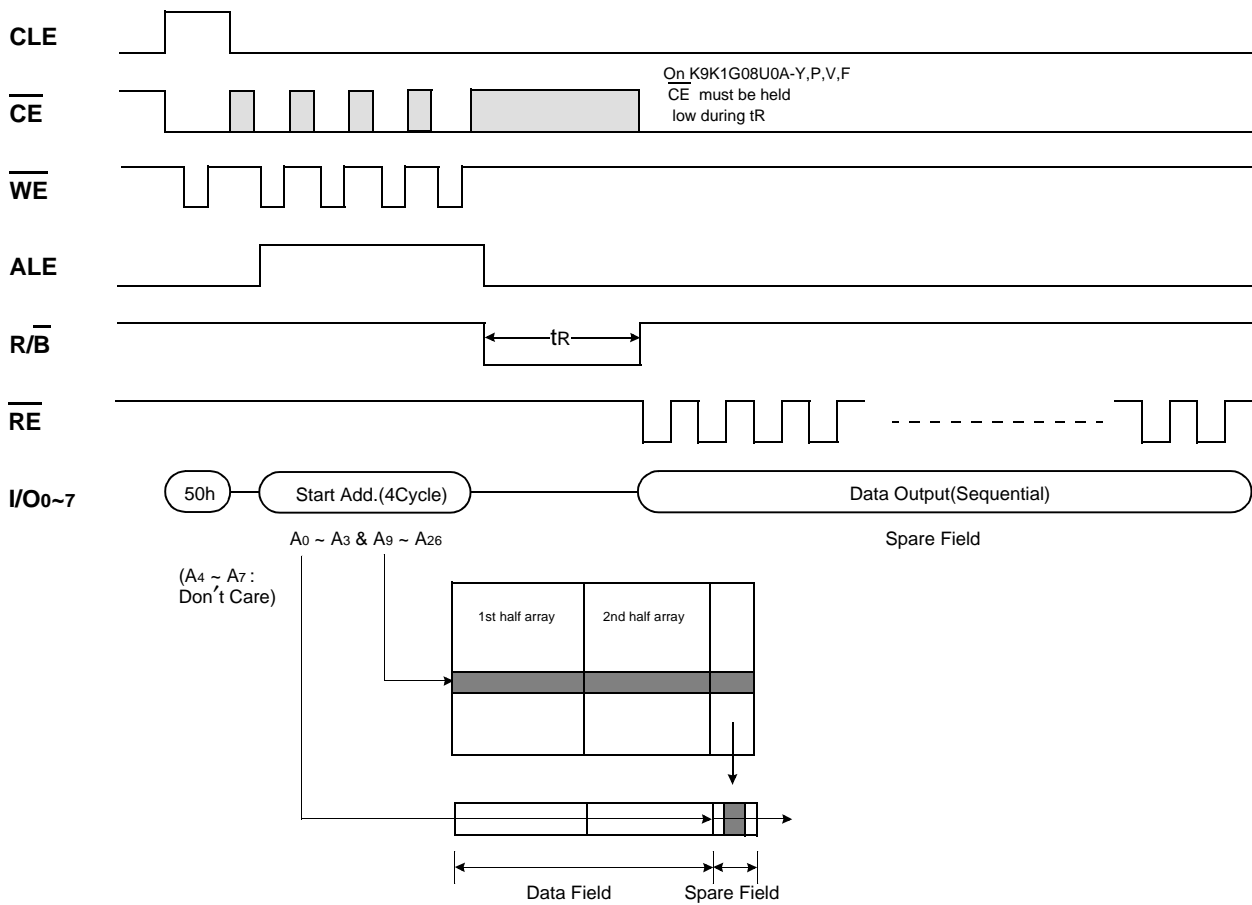 CLE
On K9K1G08U0A-Y,P,V,F
CE must be held
low during tR
CE
WE
ALE
R/B
tR
RE
I/O0~7
50h
Start Add.(4Cycle)
Data Output(Sequential)
A0 ~ A3 & A9 ~ A26
Spare Field
(A4 ~ A7 :
Don't Care)
1st half array
2nd half array
Data Field
Spare Field